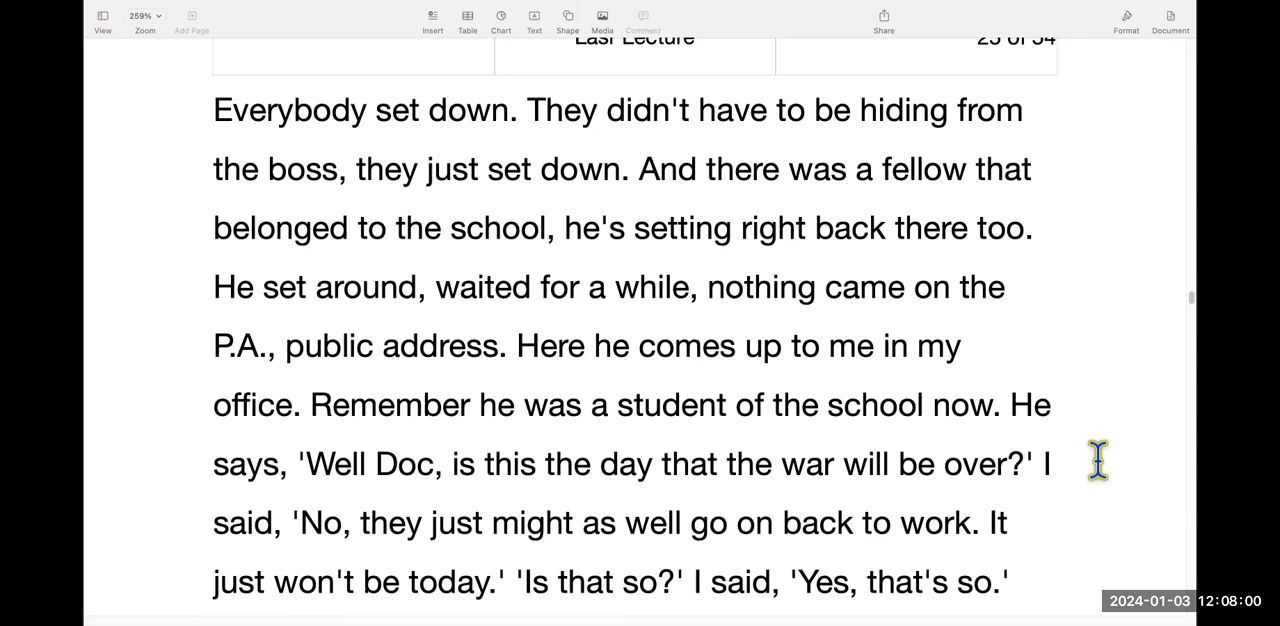 259%
View
Zoom
Add Page
Insert
Table
Chart
Text
Shape
Media
Comment
Share
Format
Document
Last Lecture
25 of 54
Everybody set down. They didn't have to be hiding from
the boss, they just set down. And there was a fellow that
belonged to the school, he's setting right back there too.
He set around, waited for a while, nothing came on the
P.A., public address. Here he comes up to me in my
office. Remember he was a student of the school now. He
says, 'Well Doc, is this the day that the war will be over?' I
said, 'No, they just might as well go on back to work. It
just won't be today.' 'Is that so?' I said, 'Yes, that's so.'
2024-01-03 12:08:00